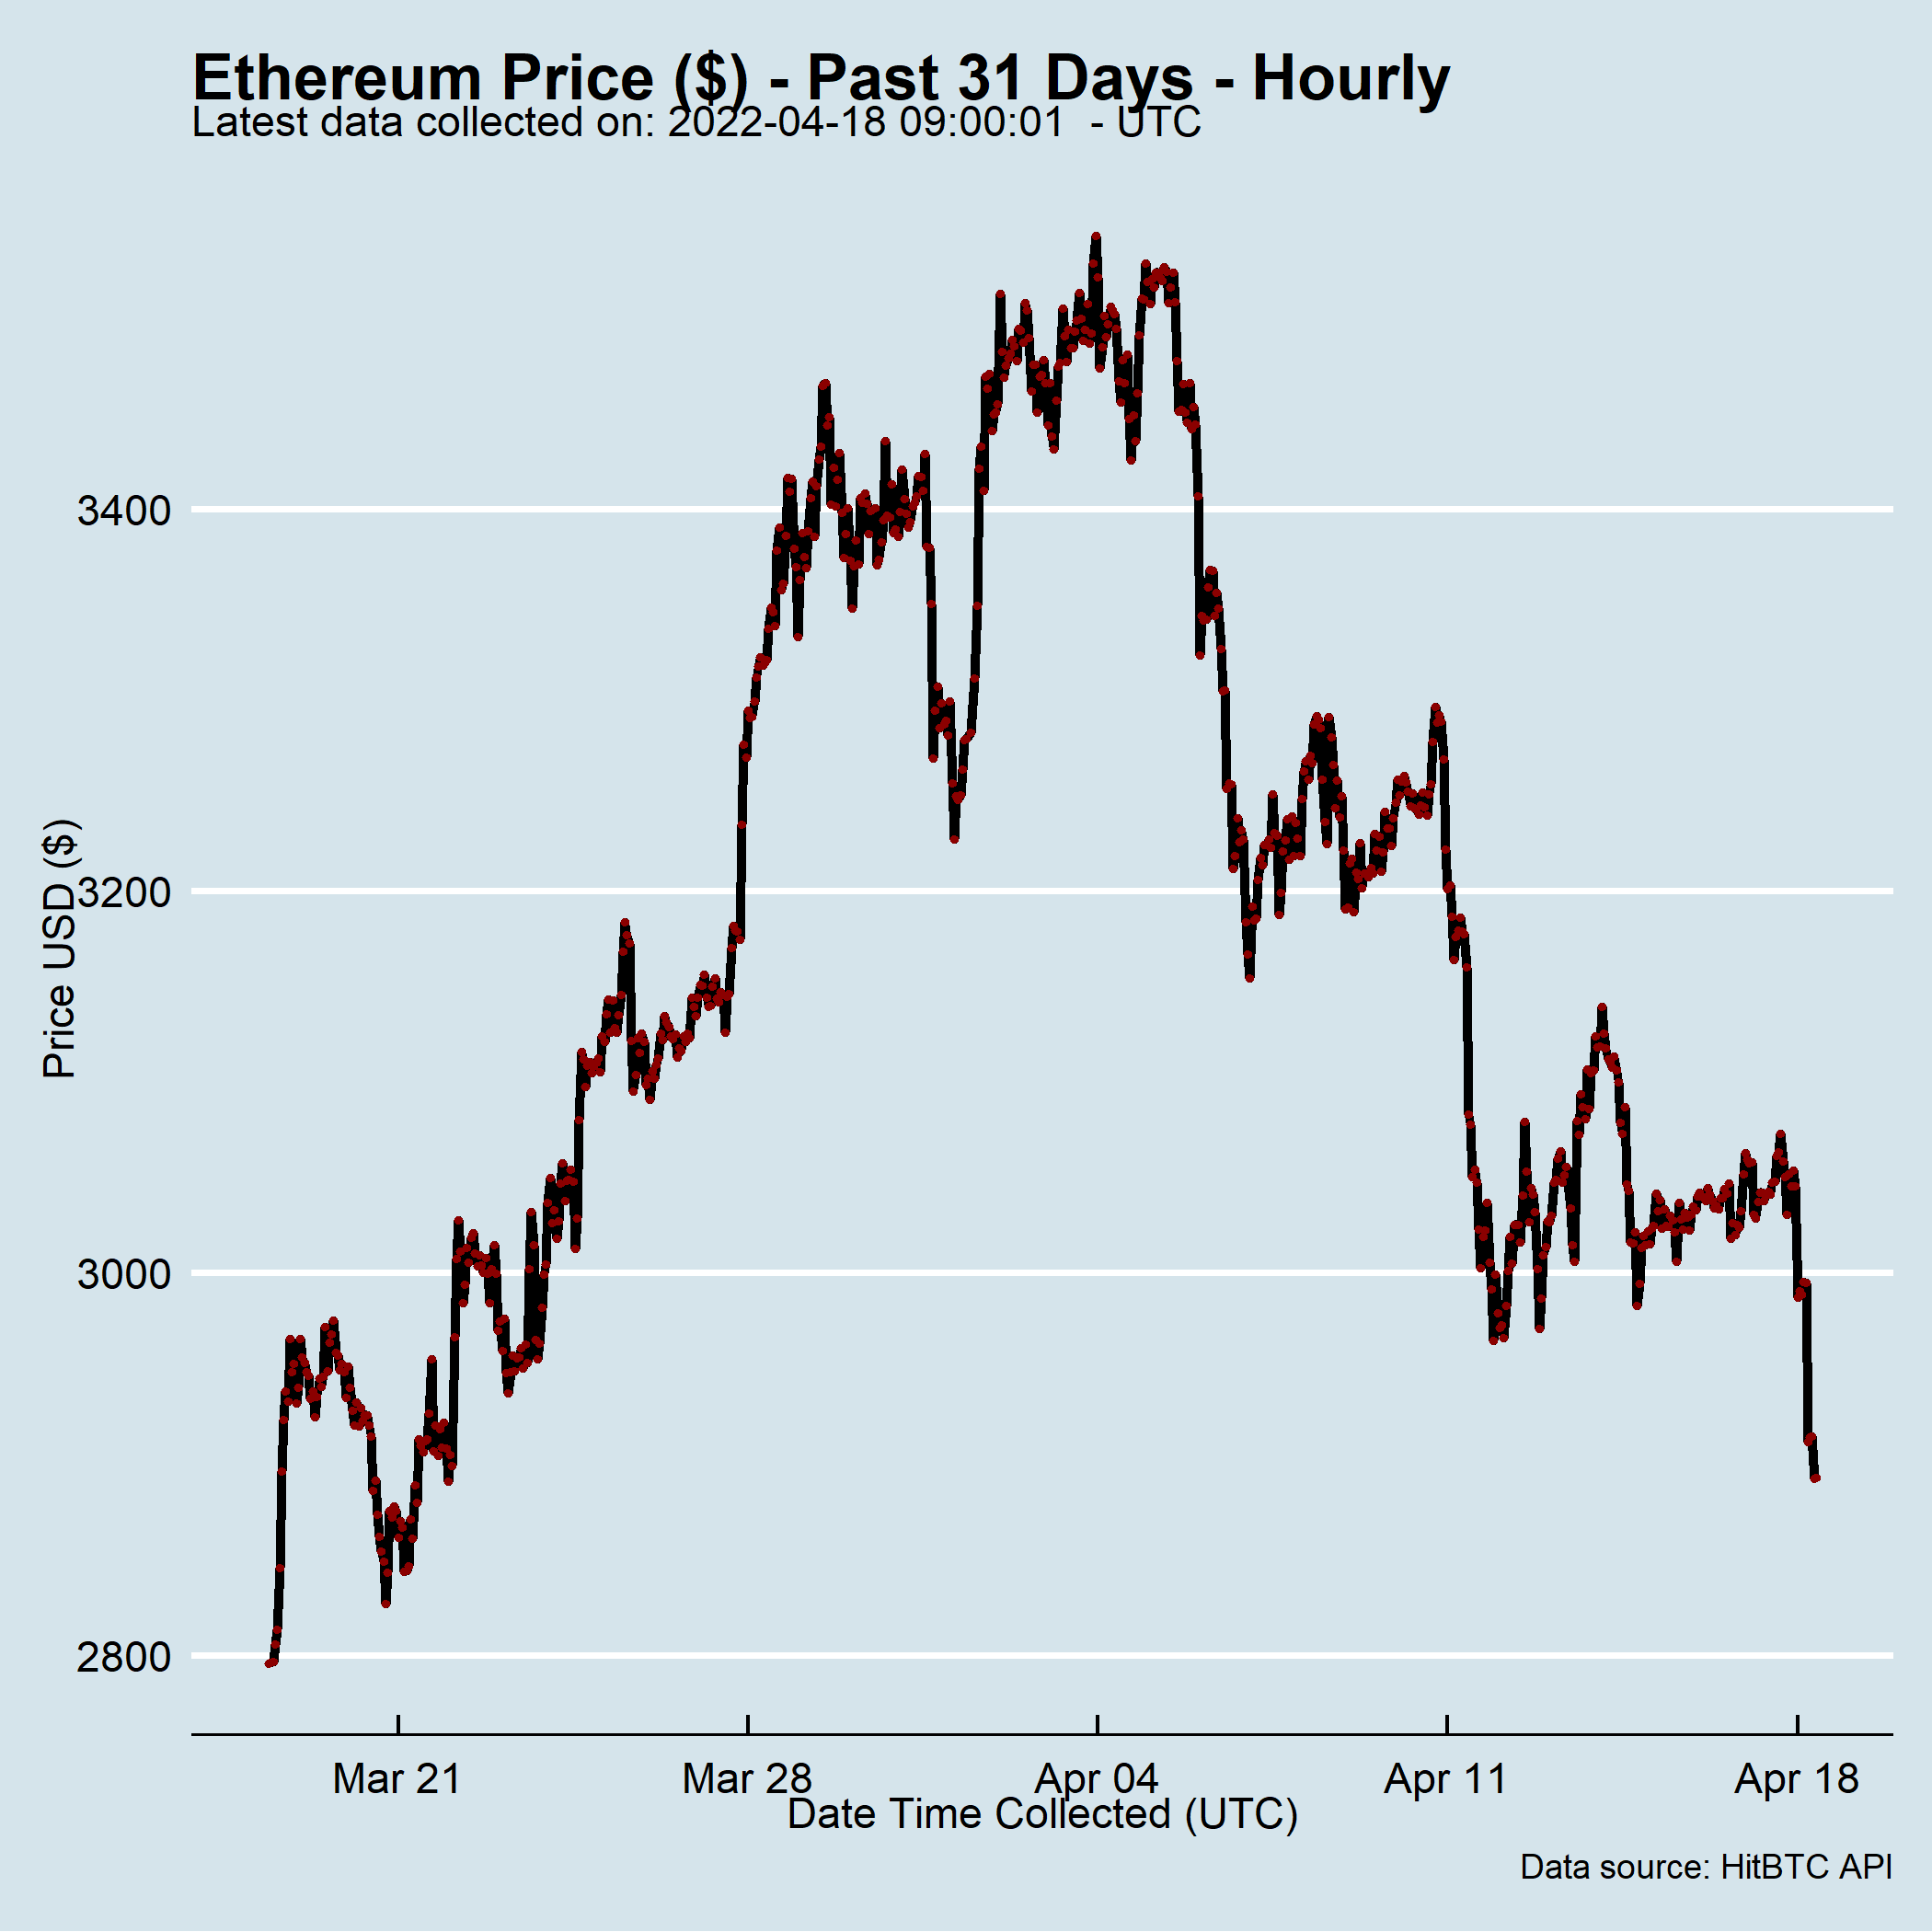 Ethereum Price ($) - Past 31 Days - Hourly
Latest data collected on: 2022-04-18 09:00:01  - UTC
3400
3200
3000
2800
Price USD ($)
Mar 21 Mar 28 Apr 04 Apr 11 Apr 18
Date Time Collected (UTC)
Data source: HitBTC API